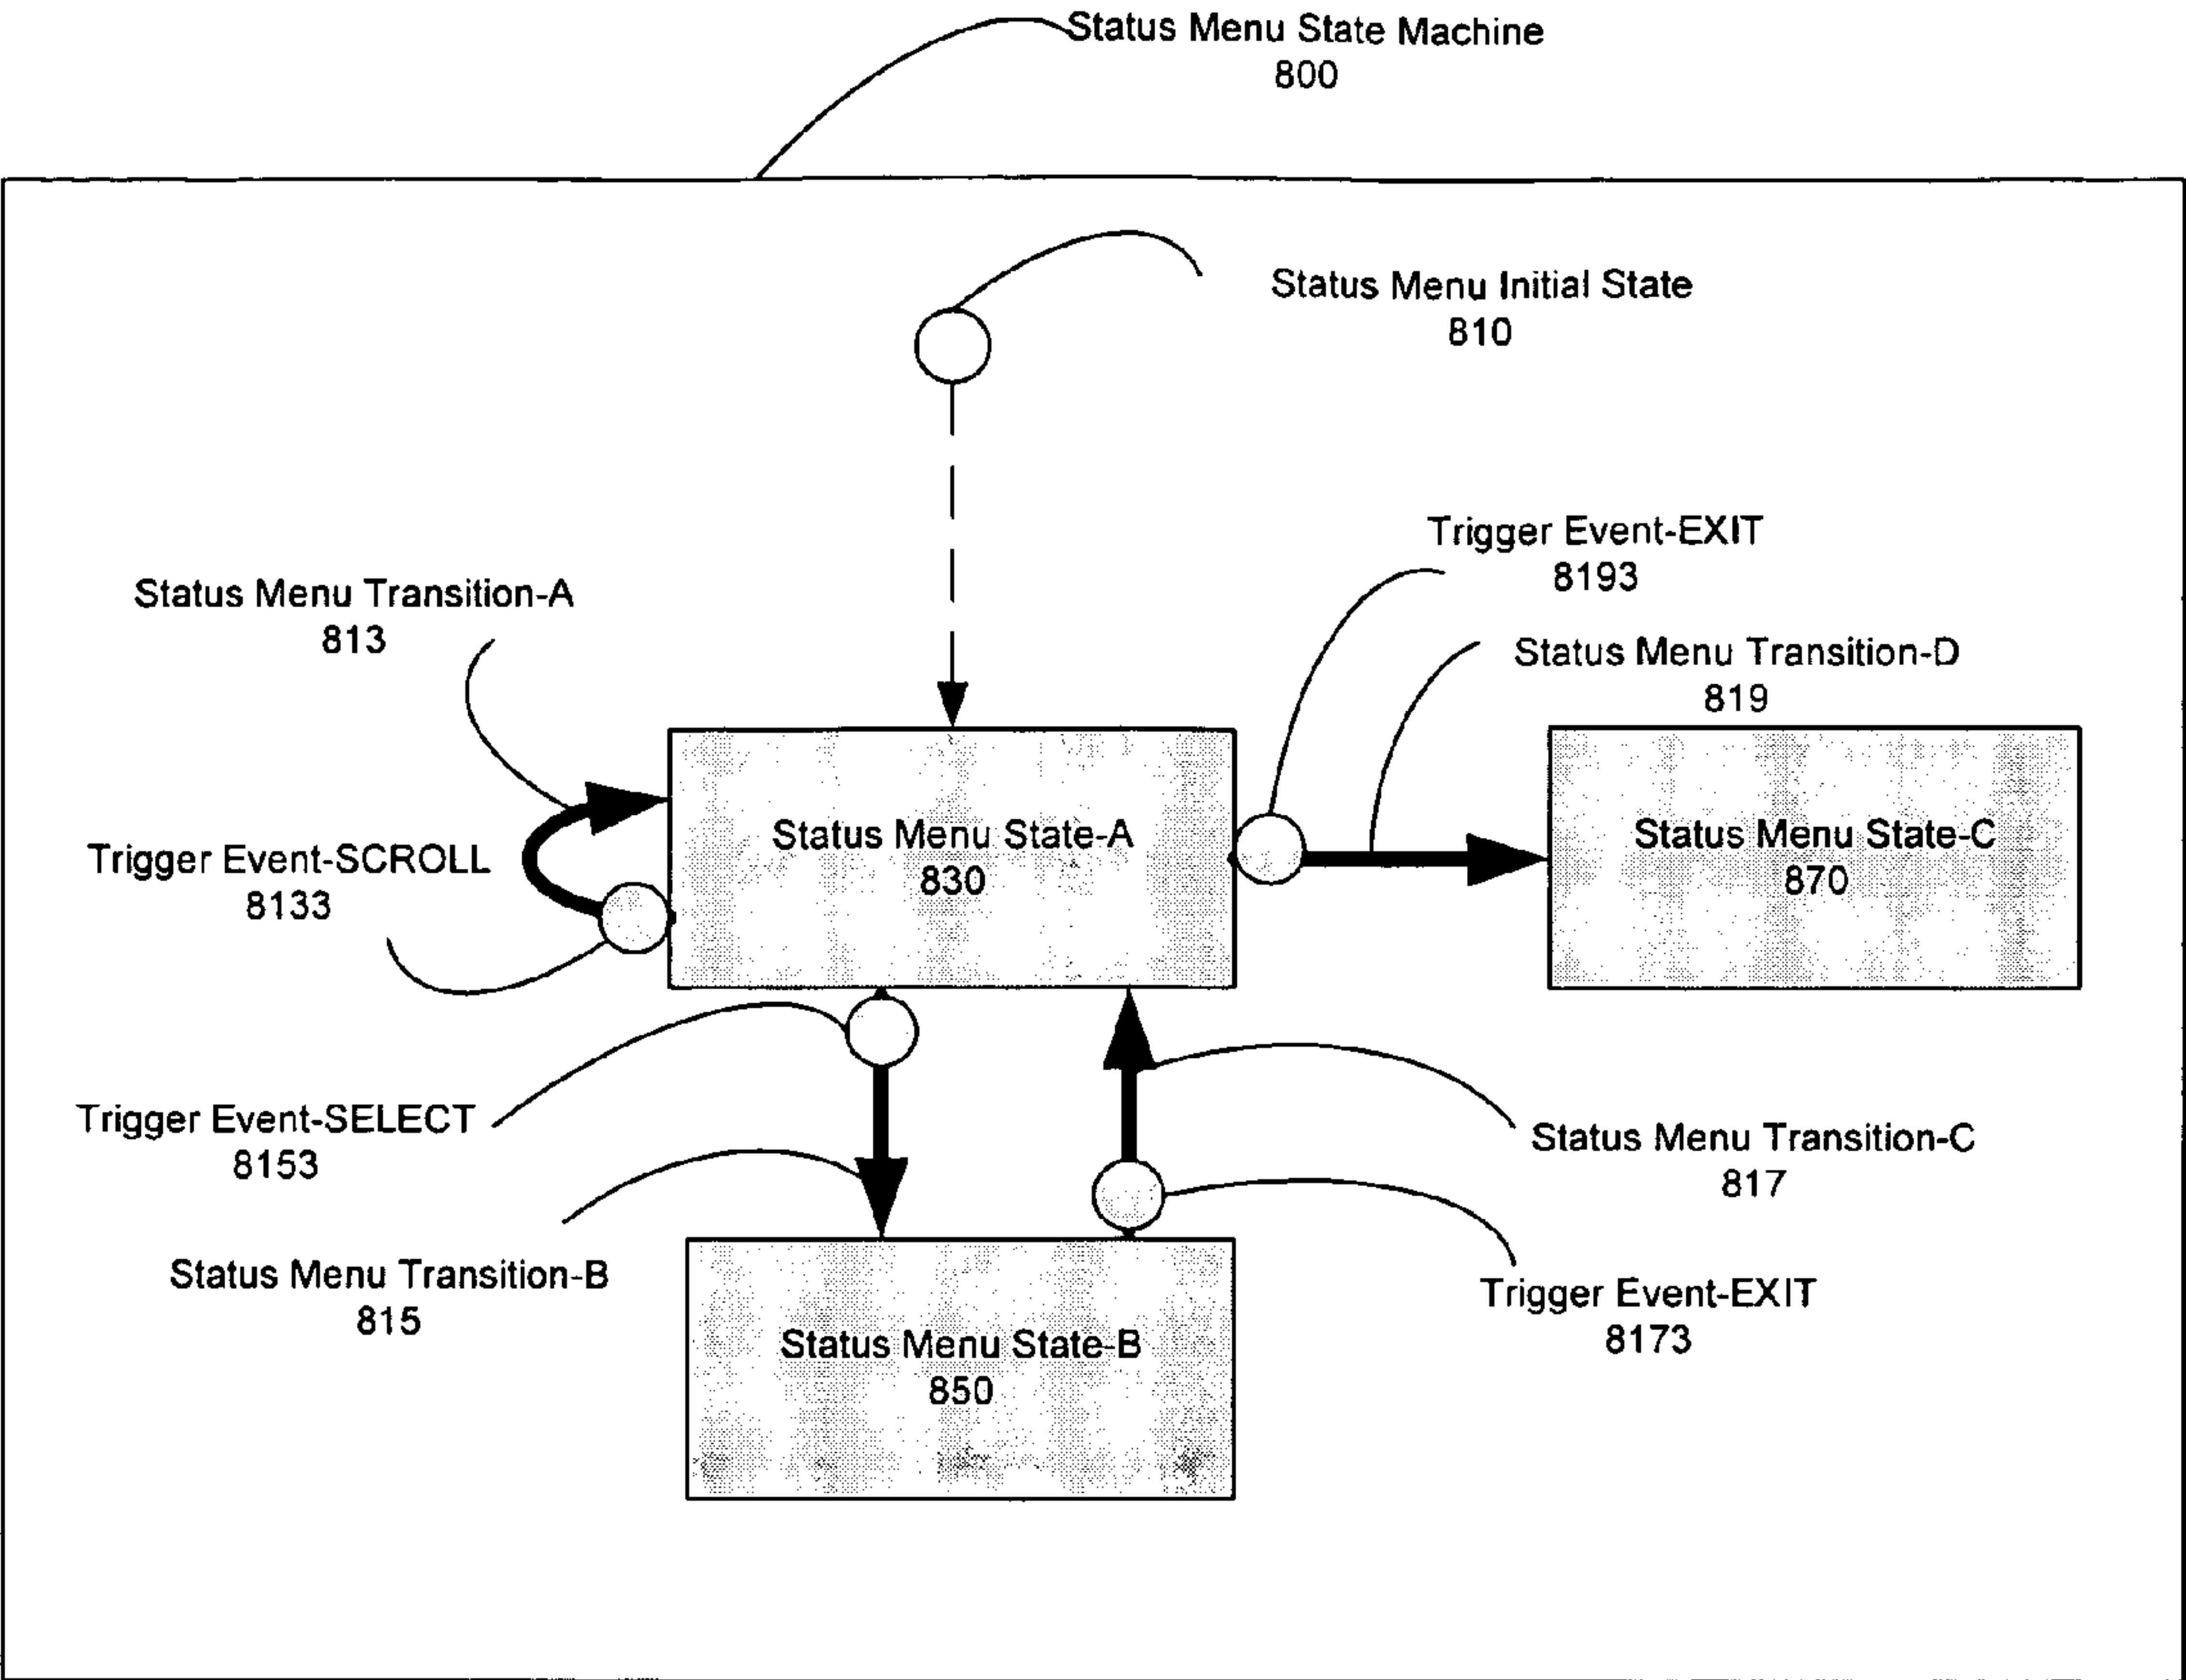 Status Menu State Machine
800
Status Menu Initial State
810
Trigger Event-EXIT
8193
Status Menu Transition-A
813
Status Menu Transition-D
819
Status Menu State-A
830
Status Menu State-C
870
Trigger Event-SCROLL
8133
Trigger Event-SELECT
8153
Status Menu Transition-C
817
Status Menu Transition-B
815
Trigger Event-EXIT
8173
Status Menu State-B
850